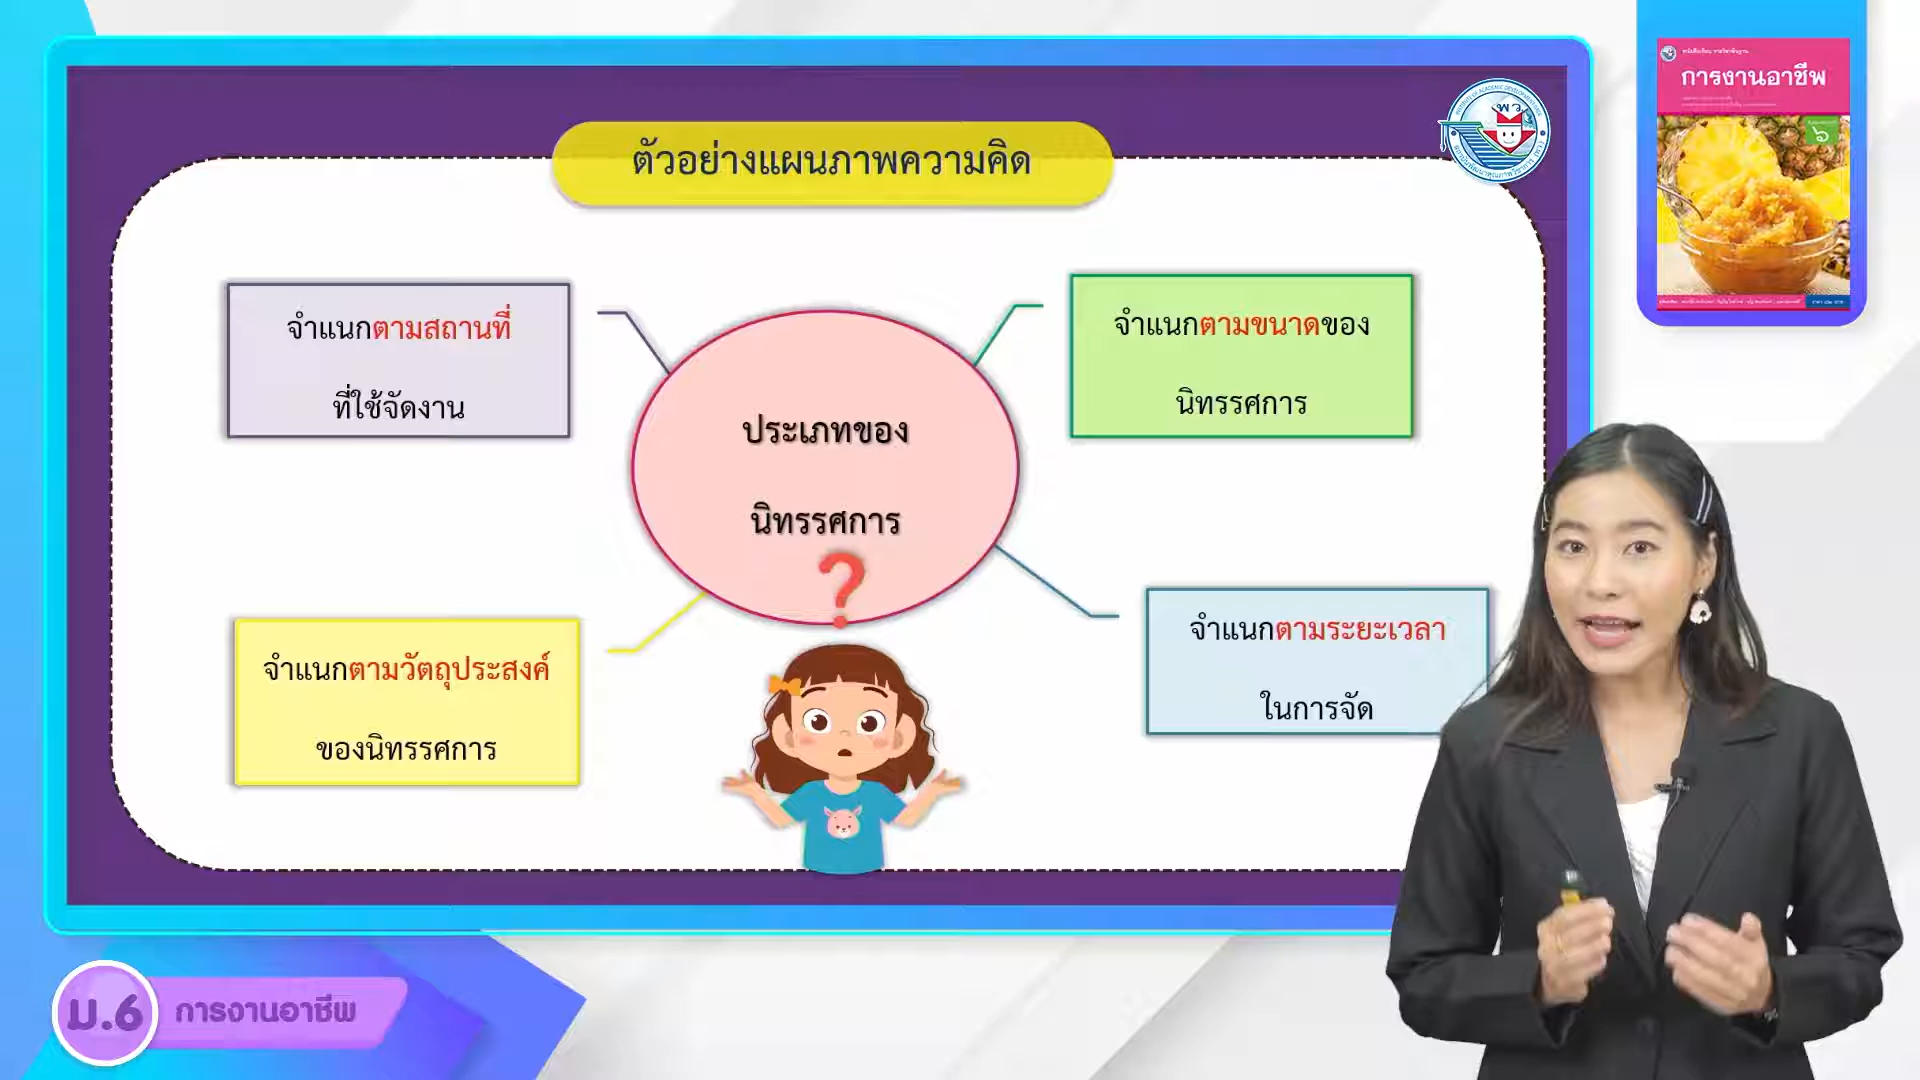 ตัวอย่างแผนภาพความคิด
จำแนกตามสถานที่
ที่ใช้จัดงาน
จำแนกตามขนาดของ
นิทรรศการ
ประเภทของ
นิทรรศการ
?
จำแนกตามวัตถุประสงค์
ของนิทรรศการ
จำแนกตามระยะเวลา
ในการจัด
พว.
การงานอาชีพ
๖
ม.6
การงานอาชีพ